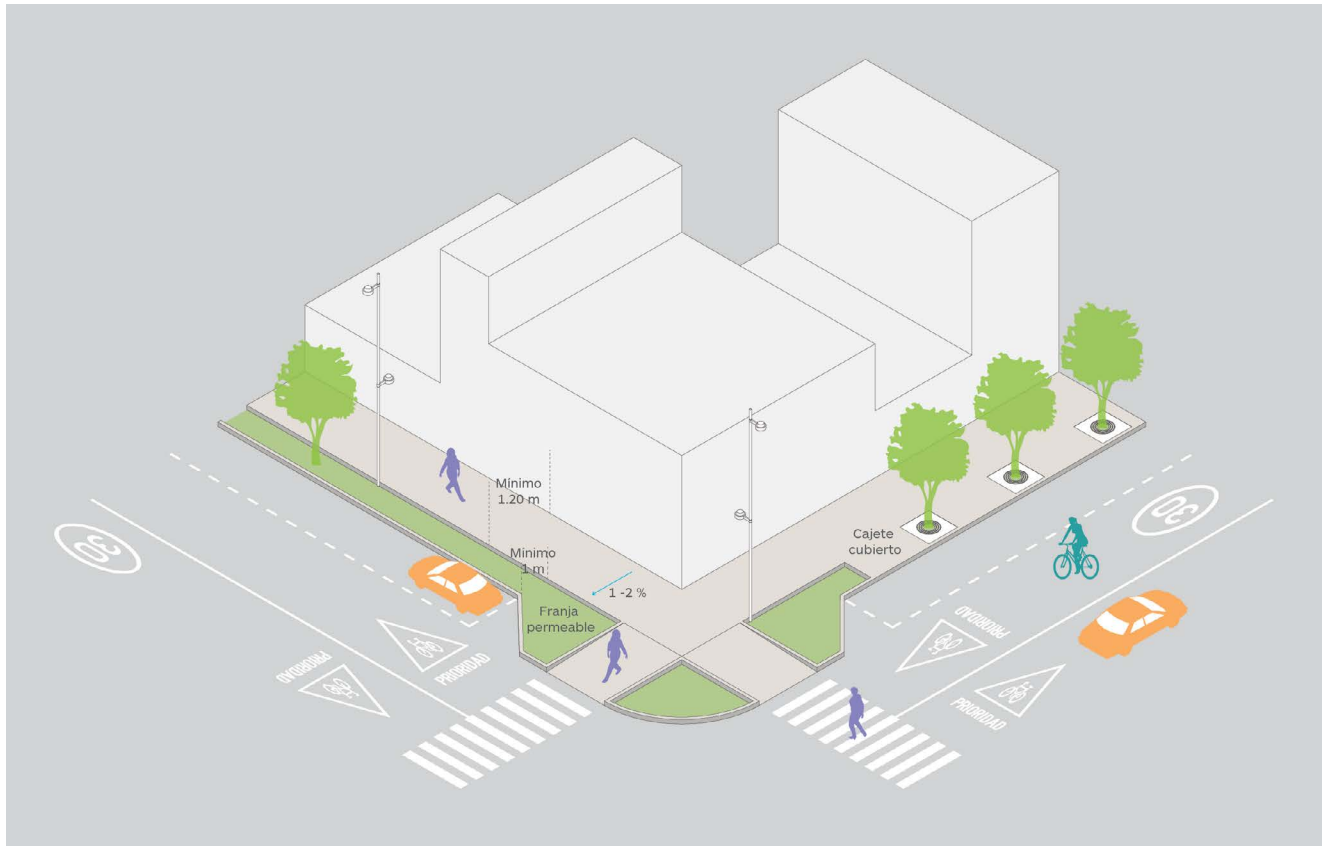 Mínimo
1.20 m
Mínimo
1 m
1 -2 %
Franja
permeable
Cajete
cubierto
30
30
PRIORIDAD
PRIORIDAD
PRIORIDAD
PRIORIDAD